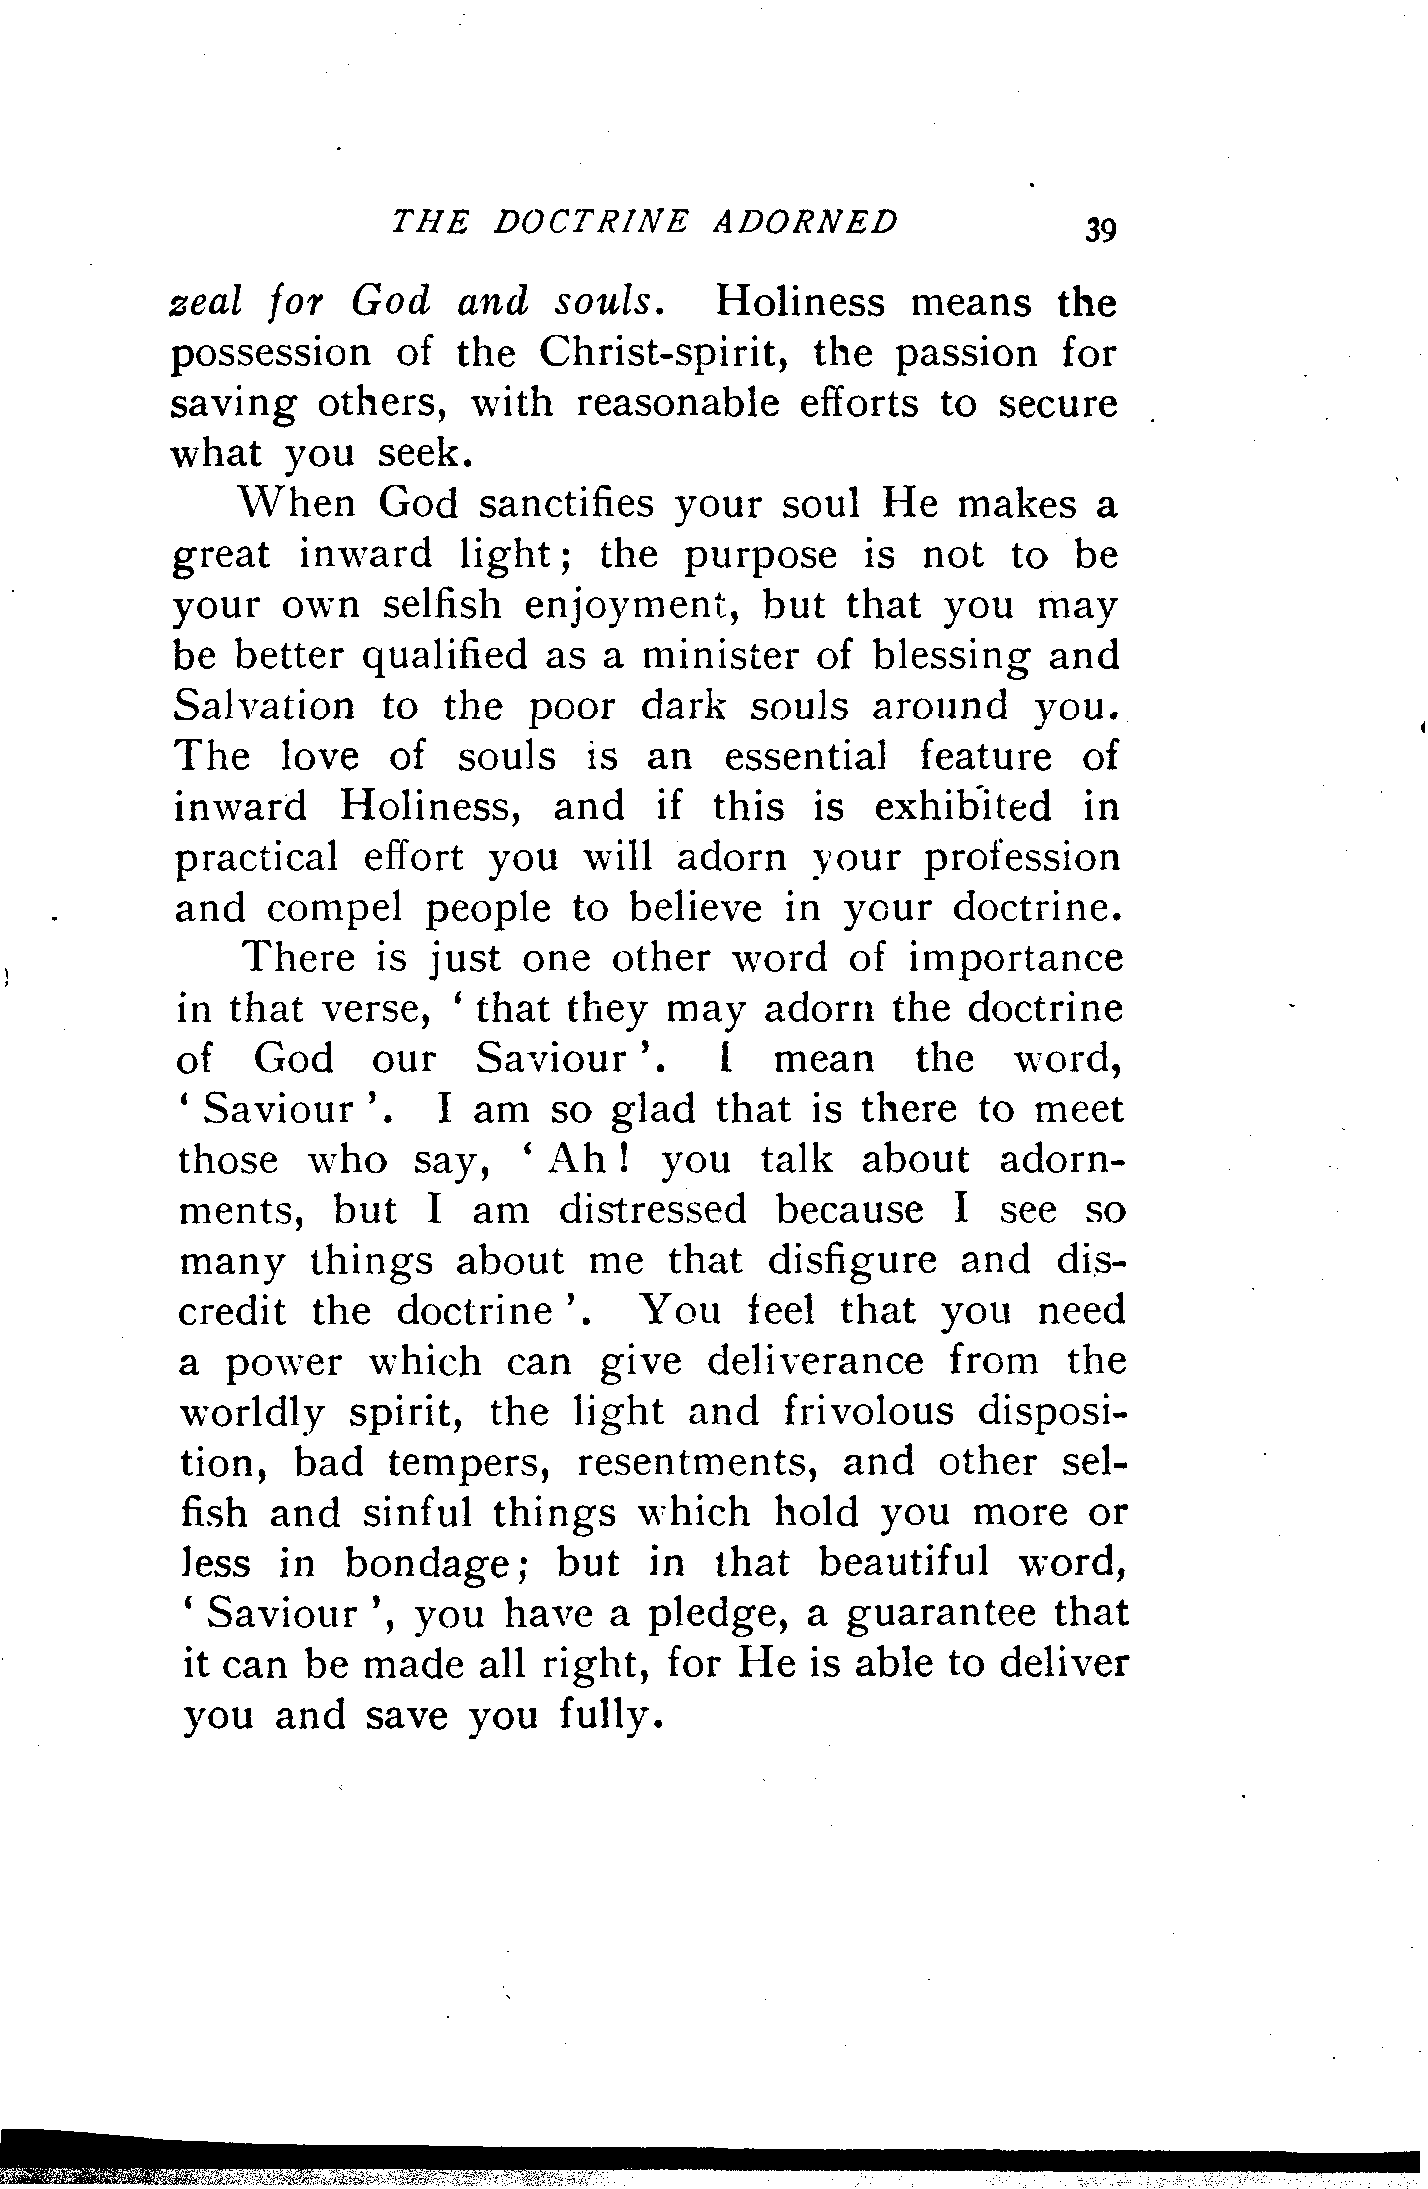 THE DOCTRINE ADORNED 39
zeal for God and souls. Holiness means the
possession of the Christ-spirit, the passion for
saving others, with reasonable efforts to secure
what you seek.
When God sanctifies your soul He makes a
great inward light; the purpose is not to be
your own selfish enjoyment, but that you may
be better qualified as a minister of blessing and
Salvation to the poor dark souls around you.
The love of souls is an essential feature of
inward Holiness, and if this is exhibited in
practical effort you will adorn your profession
and compel people to believe in your doctrine.
There is just one other word of importance
in that verse, ‘ that they may adorn the doctrine
of God our Saviour ’. I mean the word,
‘ Saviour ’. I am so glad that is there to meet
those who say, ‘ Ah ! you talk about adorn-
ments, but I am distressed because I see so
many things about me that disfigure and dis-
credit the doctrine ’. You feel that you need
a power which can give deliverance from the
worldly spirit, the light and frivolous disposi-
tion, bad tempers, resentments, and other sel-
fish and sinful things which hold you more or
less in bondage; but in that beautiful word,
‘ Saviour ’, you have a pledge, a guarantee that
it can be made all right, for He is able to deliver
you and save you fully.